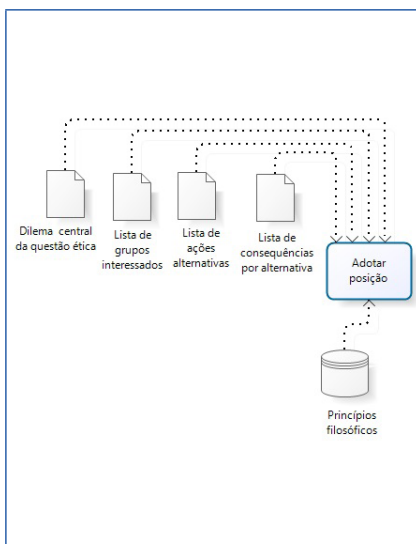 Dilema central
da questão ética
Lista de
grupos
interessados
Lista de
ações
alternativas
Lista de
consequências
por alternativa
Adotar
posição
Princípios
filosóficos